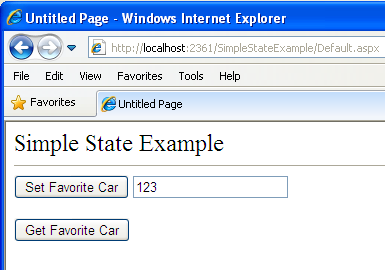 Untitled Page - Windows Internet Explorer
http://localhost:2361/SimpleStateExample/Default.aspx
File Edit View Favorites Tools Help
Favorites Untitled Page
Simple State Example
Set Favorite Car 123
Get Favorite Car